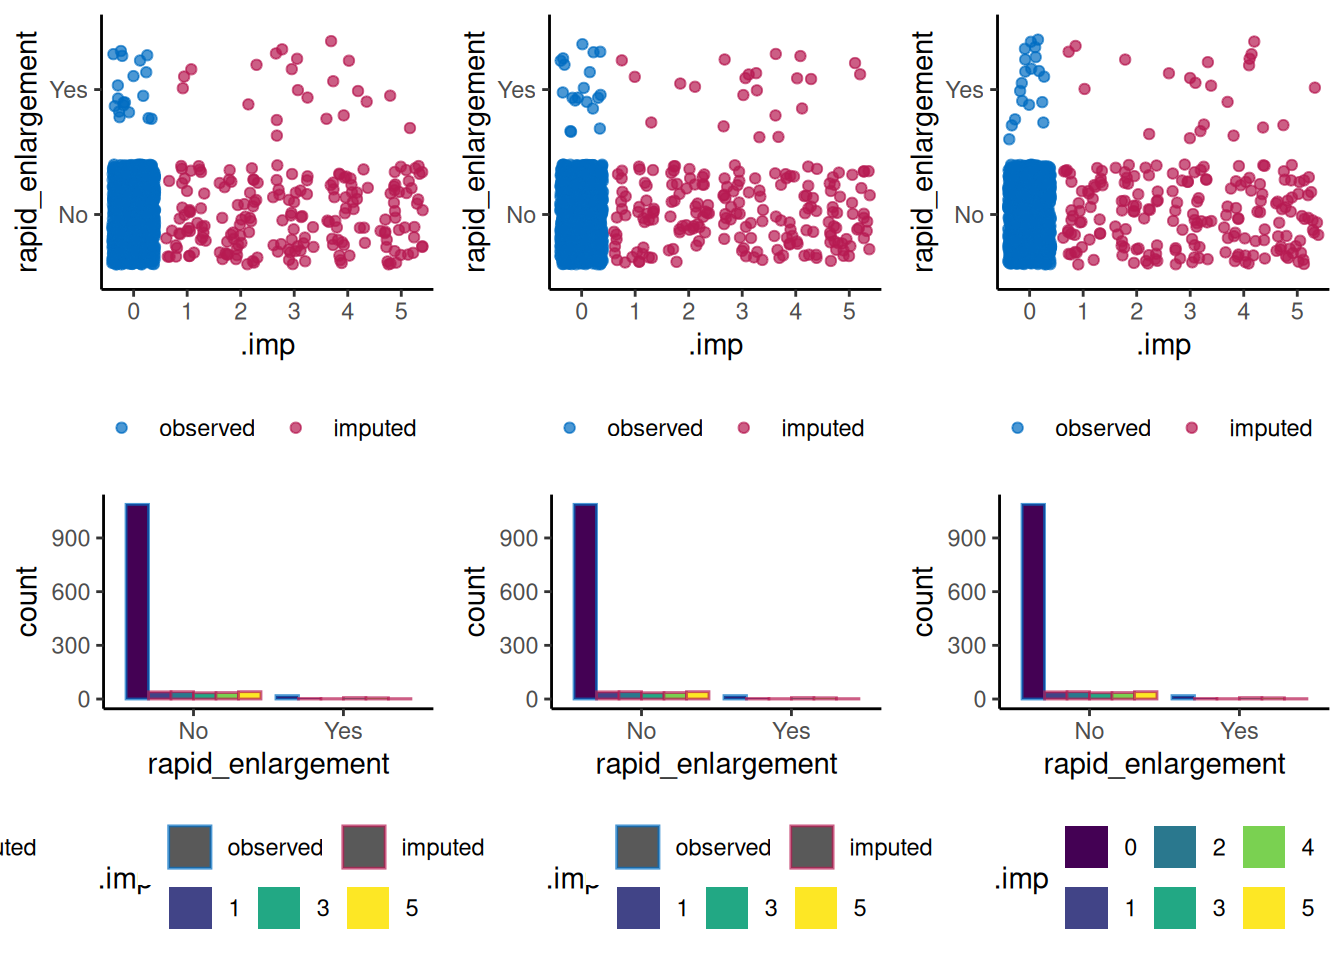 rapid_enlargement
Yes
No
0 1 2 3 4 5
.imp
observed imputed
rapid_enlargement
Yes
No
0 1 2 3 4 5
.imp
observed imputed
rapid_enlargement
Yes
No
0 1 2 3 4 5
.imp
observed imputed
count
900
600
300
0
No Yes
rapid_enlargement
count
900
600
300
0
No Yes
rapid_enlargement
count
900
600
300
0
No Yes
rapid_enlargement
uted
observed imputed
.imp
1 3 5
observed imputed
.imp
1 3 5
0 2 4
.imp
1 3 5